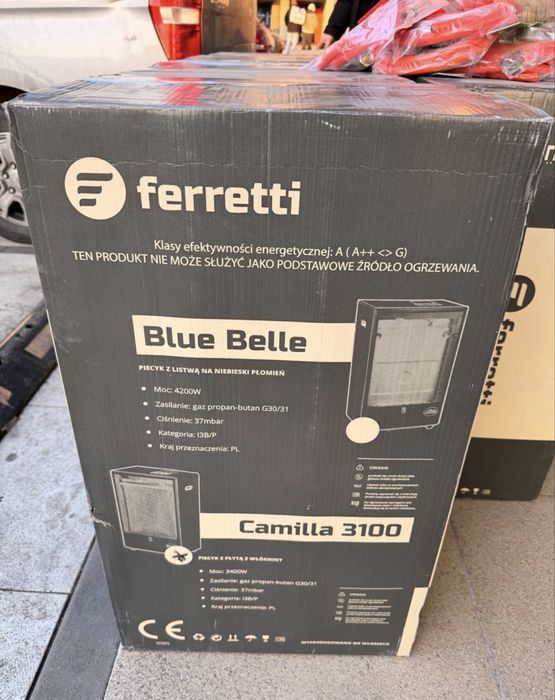 ferretti
Klasy efektywności energetycznej: A ( A++ <> G)
TEN PRODUKT NIE MOŻE SŁUŻYĆ JAKO PODSTAWOWE ŹRÓDŁO OGRZEWANIA.
Blue Belle
PIECYK Z LISTWĄ NA NIEBIESKI PŁOMIEŃ
• Moc: 4200W
• Zasilanie: gaz propan-butan G30/31
• Ciśnienie: 37mbar
• Kategoria: I3B/P
• Kraj przeznaczenia: PL
UWAGA!
Camilla 3100
PIECYK Z PŁYTĄ Z WŁÓKNINY
• Moc: 3400W
• Zasilanie: gaz propan-butan G30/31
• Ciśnienie: 37mbar
• Kategoria: I3B/P
• Kraj przeznaczenia: PL
UWAGA!
CE
0085
WYPRODUKOWANO WE WŁOSZECH
ferretti